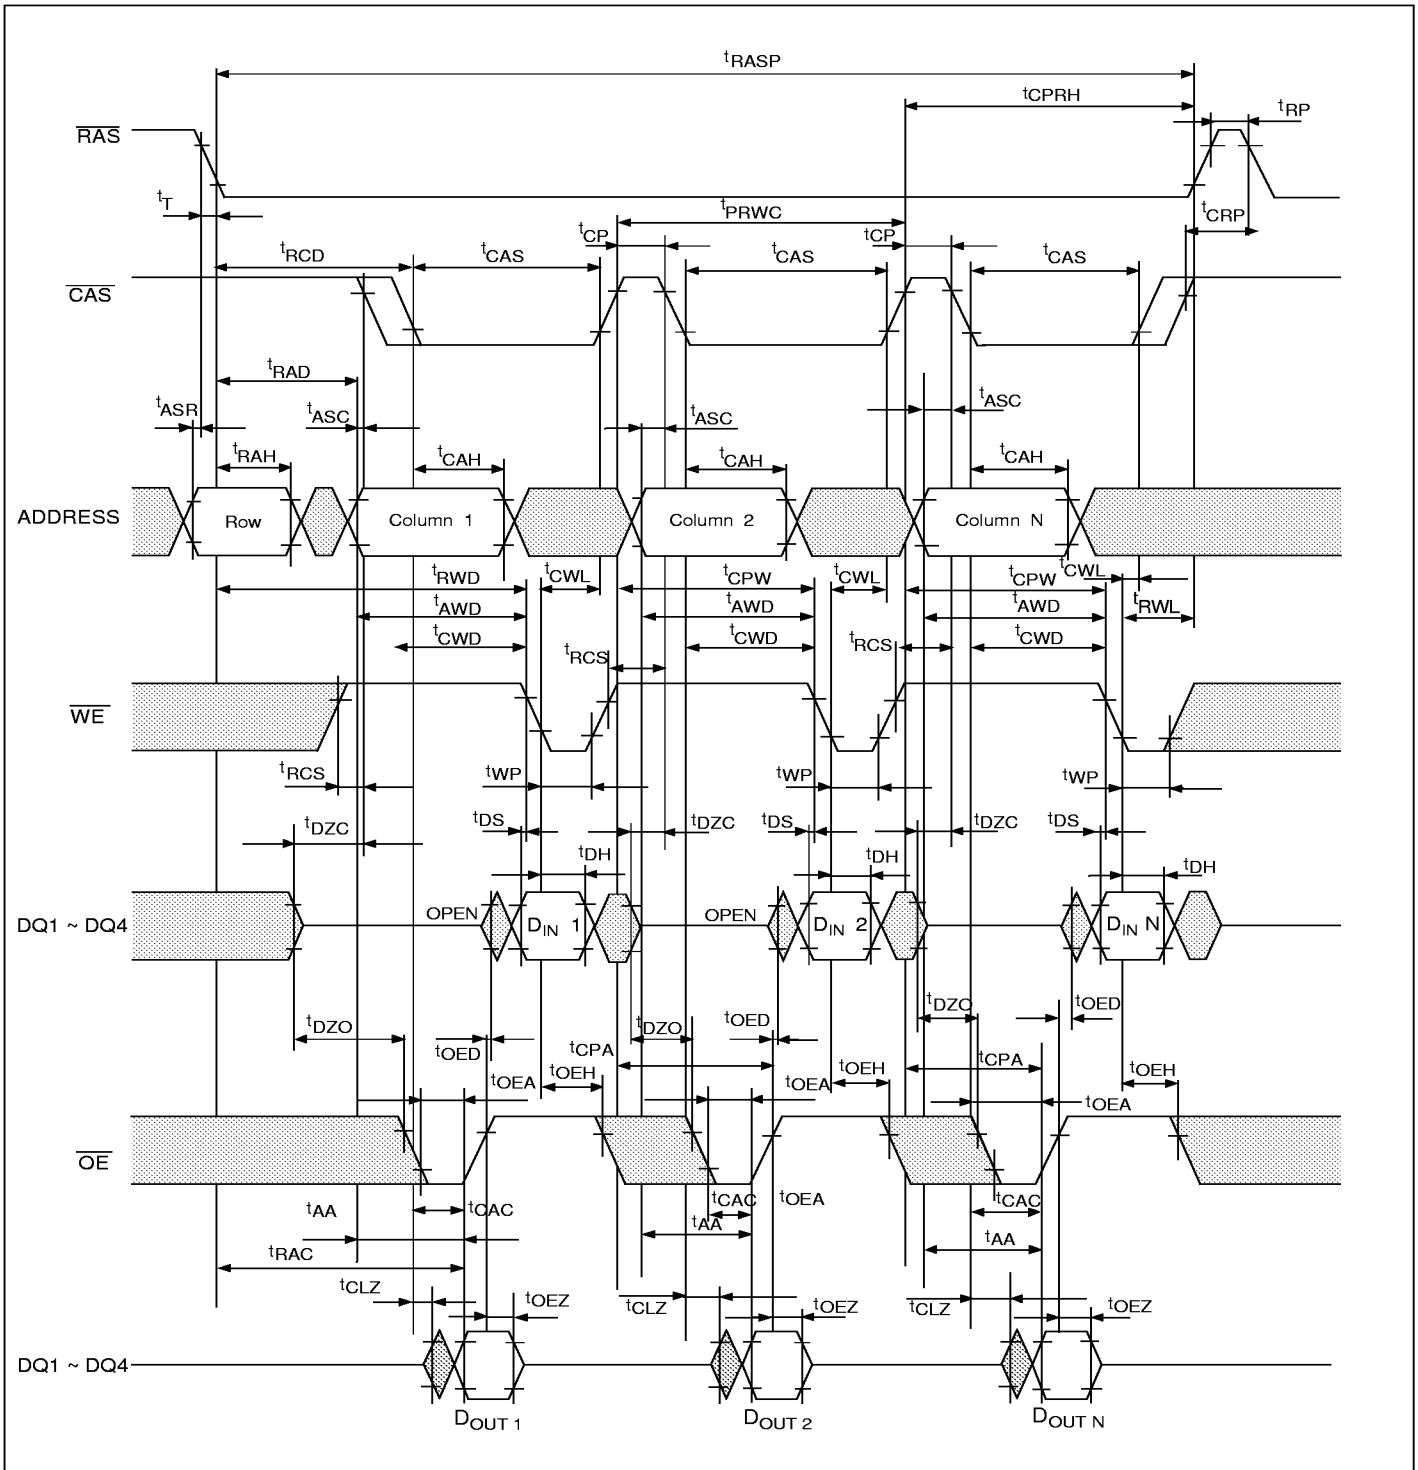 tRASP
tCPRH
tRP
RAS
tT
tPRWC
tCRP
tCP
tCP
tRCD
tCAS
tCAS
tCAS
CAS
tRAD
tASR
tASC
tASC
tASC
tRAH
tCAH
tCAH
tCAH
ADDRESS
Row
Column 1
Column 2
Column N
tRWD
tCWL
tCPW
tCWL
tCPW
tCWL
tAWD
tAWD
tAWD
tRWL
tCWD
tCWD
tCWD
tRCS
tRCS
WE
tRCS
tWP
tWP
tWP
tDZC
tDS
tDZC
tDS
tDZC
tDS
tDH
tDH
tDH
DQ1 ~ DQ4
OPEN
DIN 1
OPEN
DIN 2
DIN N
tDZO
tOED
tDZO
tOED
tDZO
tOED
tCPA
tCPA
tOEH
tOEH
tOEH
tOEA
tOEA
tOEA
OE
tAA
tCAC
tCAC
tOEA
tCAC
tRAC
tAA
tAA
tCLZ
tOEZ
tCLZ
tOEZ
tCLZ
tOEZ
DQ1 ~ DQ4
DOUT 1
DOUT 2
DOUT N